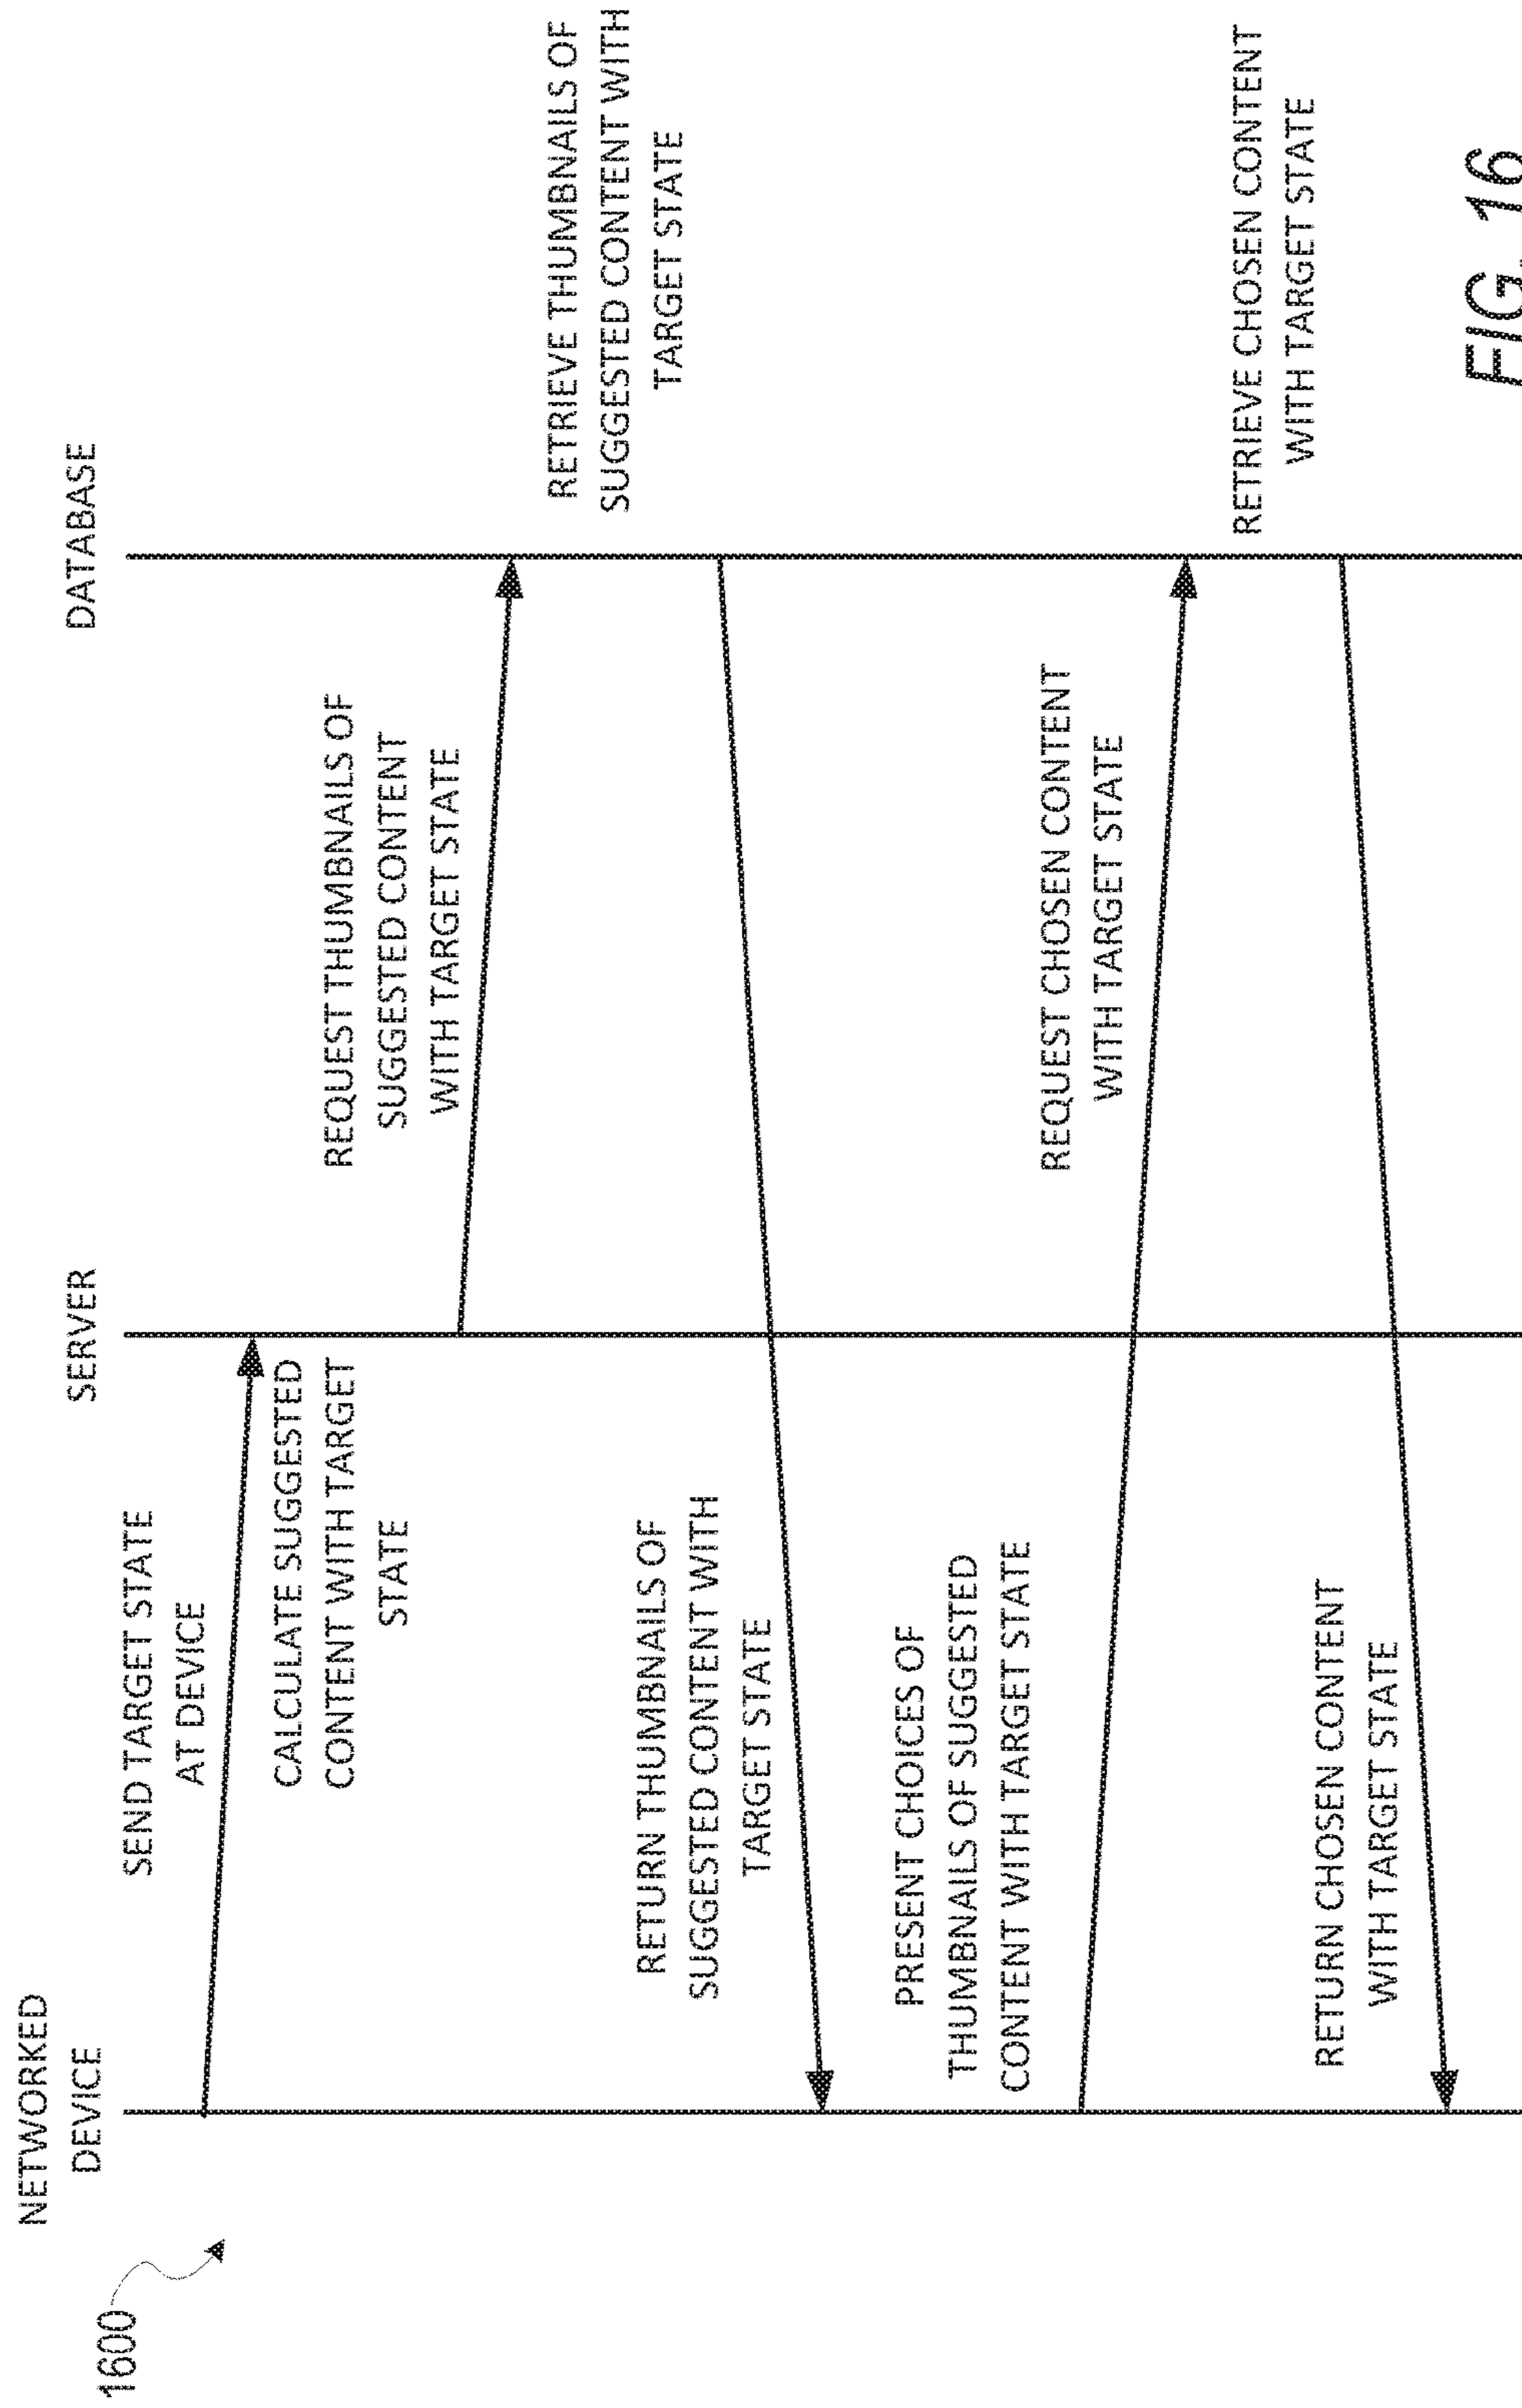 1600
NETWORKED
DEVICE
SERVER
DATABASE
SEND TARGET STATE
AT DEVICE
CALCULATE SUGGESTED
CONTENT WITH TARGET
STATE
REQUEST THUMBNAILS OF
SUGGESTED CONTENT
WITH TARGET STATE
RETRIEVE THUMBNAILS OF
SUGGESTED CONTENT WITH
TARGET STATE
RETURN THUMBNAILS OF
SUGGESTED CONTENT WITH
TARGET STATE
PRESENT CHOICES OF
THUMBNAILS OF SUGGESTED
CONTENT WITH TARGET STATE
REQUEST CHOSEN CONTENT
WITH TARGET STATE
RETRIEVE CHOSEN CONTENT
WITH TARGET STATE
RETURN CHOSEN CONTENT
WITH TARGET STATE
FIG. 16